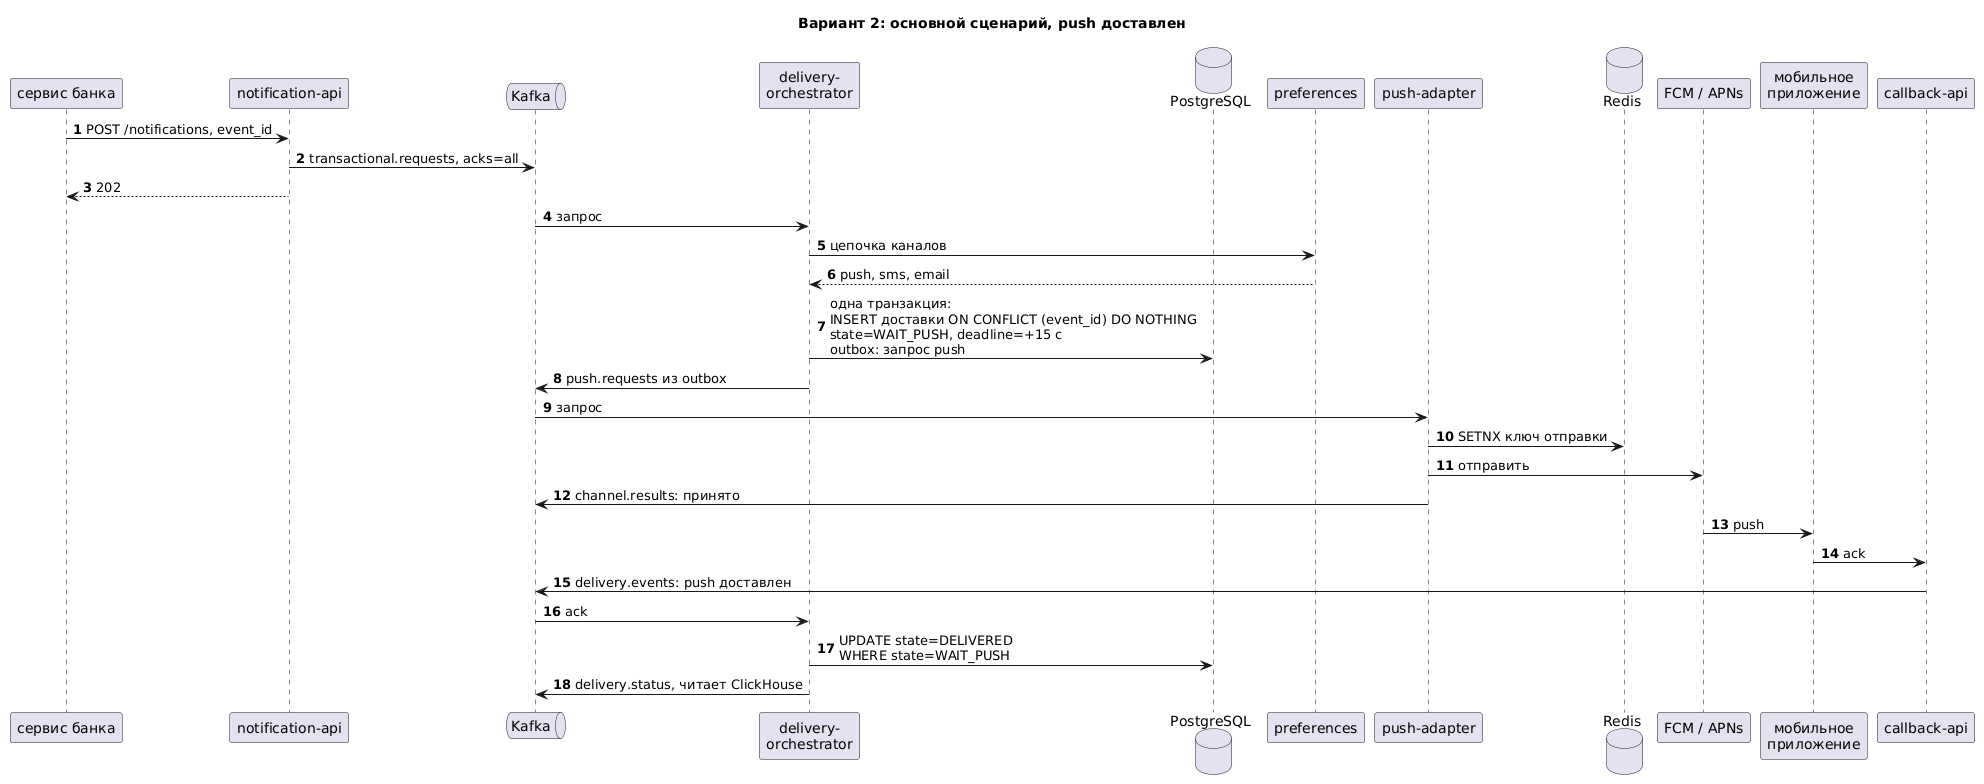 Вариант 2: основной сценарий, push доставлен
сервис банка
notification-api
Kafka
delivery-
orchestrator
PostgreSQL
preferences
push-adapter
Redis
FCM / APNs
мобильное
приложение
callback-api
1 POST /notifications, event_id
2 transactional.requests, acks=all
3 202
4 запрос
5 цепочка каналов
6 push, sms, email
одна транзакция:
INSERT доставки ON CONFLICT (event_id) DO NOTHING
7 state=WAIT_PUSH, deadline=+15 с
outbox: запрос push
8 push.requests из outbox
9 запрос
10 SETNX ключ отправки
11 отправить
12 channel.results: принято
13 push
14 ack
15 delivery.events: push доставлен
16 ack
17 UPDATE state=DELIVERED
WHERE state=WAIT_PUSH
18 delivery.status, читает ClickHouse
сервис банка
notification-api
Kafka
delivery-
orchestrator
PostgreSQL
preferences
push-adapter
Redis
FCM / APNs
мобильное
приложение
callback-api